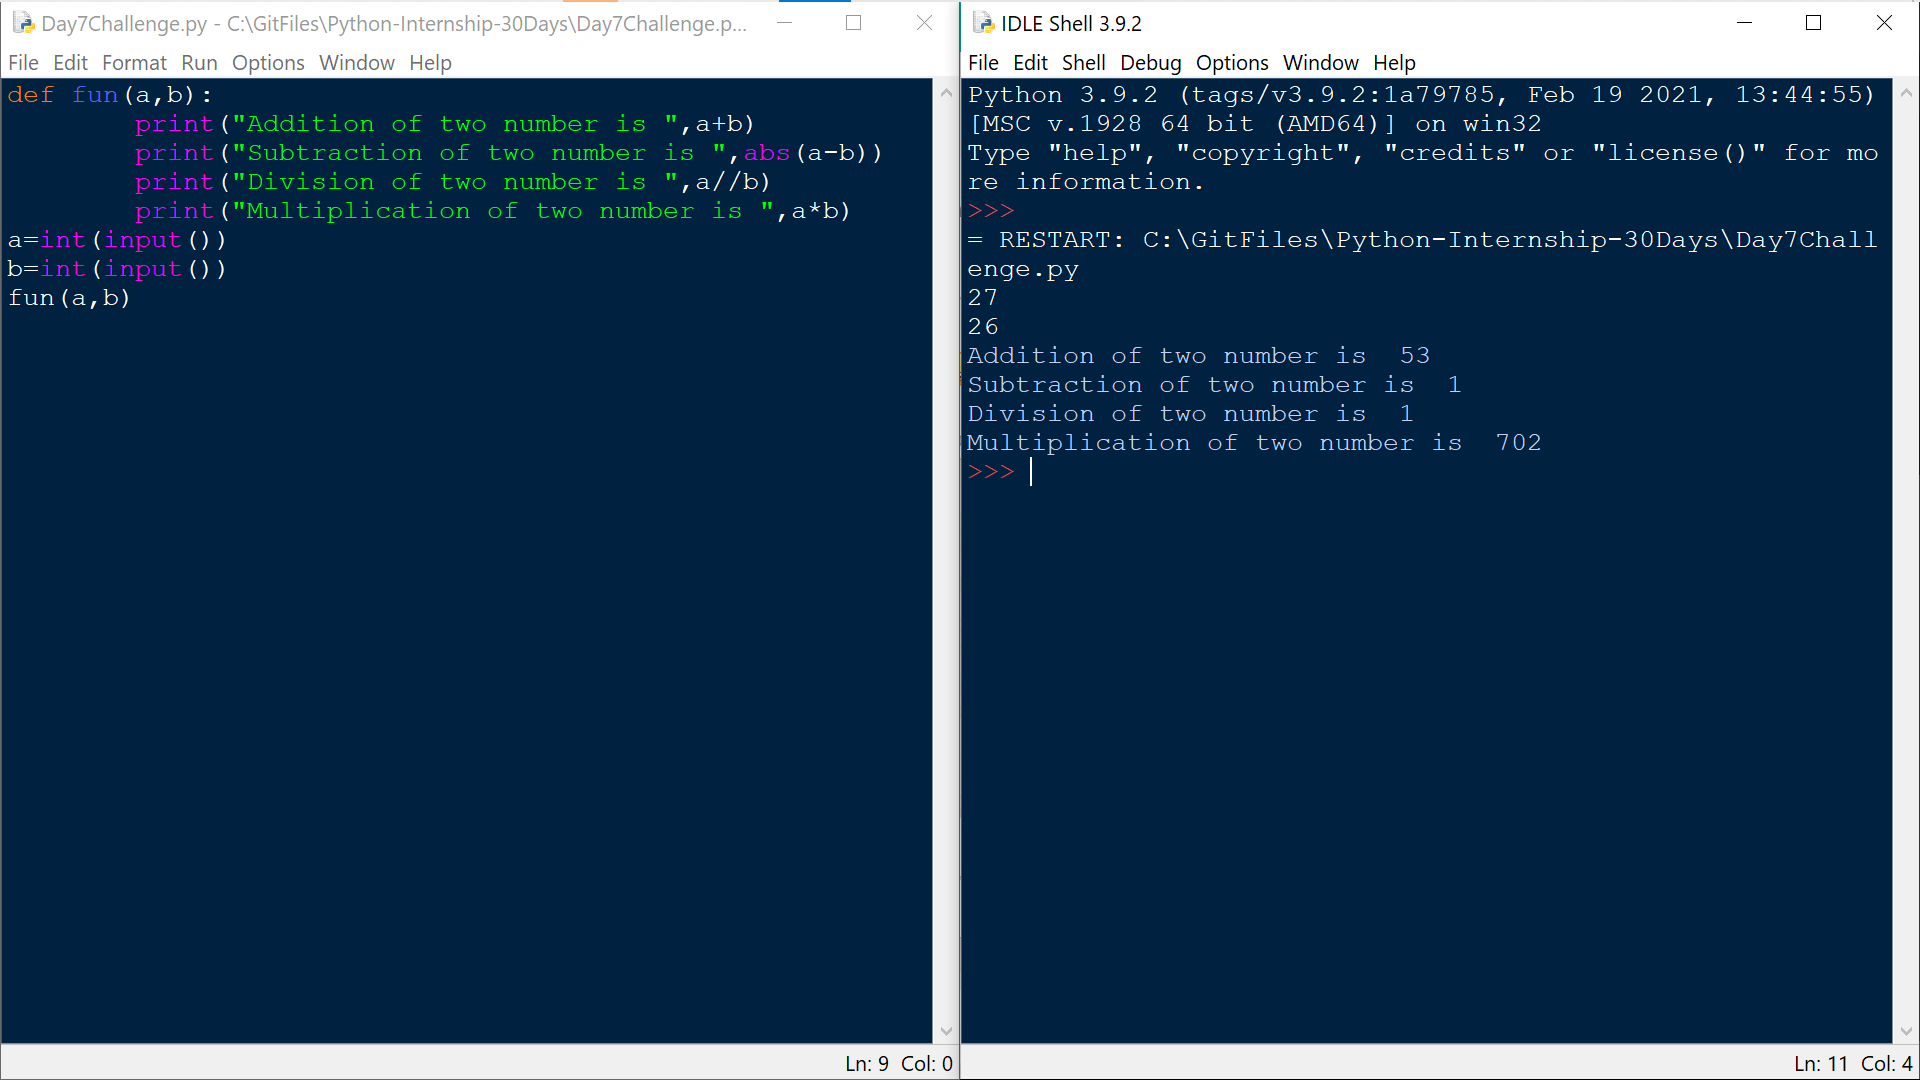 Day7Challenge.py - C:\GitFiles\Python-Internship-30Days\Day7Challenge.p...
File Edit Format Run Options Window Help
def fun(a,b):
        print("Addition of two number is ",a+b)
        print("Subtraction of two number is ",abs(a-b))
        print("Division of two number is ",a//b)
        print("Multiplication of two number is ",a*b)
a=int(input())
b=int(input())
fun(a,b)
Ln: 9 Col: 0
IDLE Shell 3.9.2
File Edit Shell Debug Options Window Help
Python 3.9.2 (tags/v3.9.2:1a79785, Feb 19 2021, 13:44:55)
[MSC v.1928 64 bit (AMD64)] on win32
Type "help", "copyright", "credits" or "license()" for mo
re information.
>>>
= RESTART: C:\GitFiles\Python-Internship-30Days\Day7Chall
enge.py
27
26
Addition of two number is  53
Subtraction of two number is  1
Division of two number is  1
Multiplication of two number is  702
>>>
Ln: 11 Col: 4